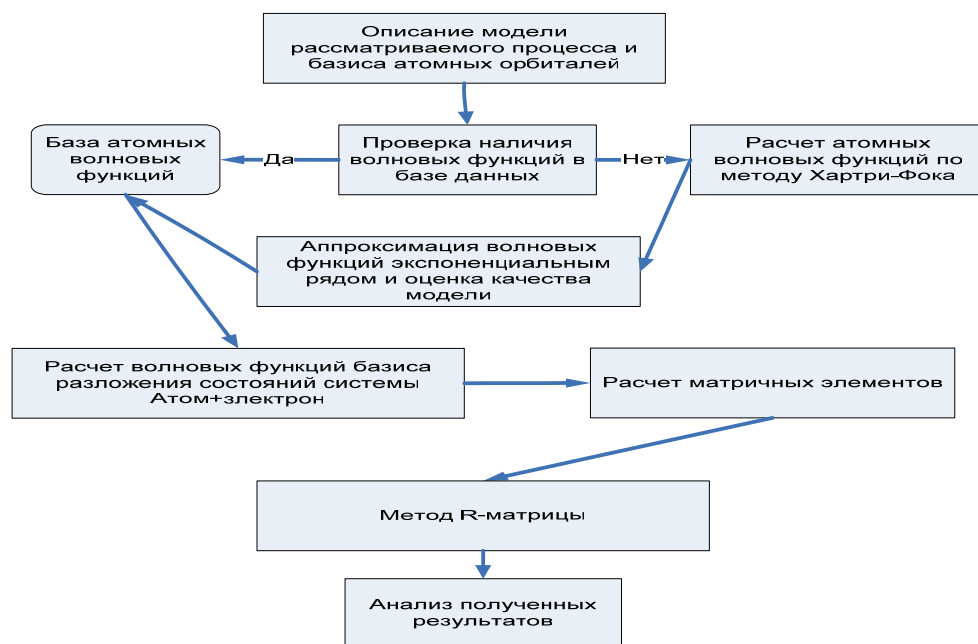 Описание модели
рассматриваемого процесса и
базиса атомных орбиталей
База атомных
волновых
функций
Да
Проверка наличия
волновых функций в
базе данных
Нет
Расчет атомных
волновых функций по
методу Хартри-Фока
Аппроксимация волновых
функций экспоненциальным
рядом и оценка качества
модели
Расчет волновых функций базиса
разложения состояний системы
Атом+злектрон
Расчет матричных элементов
Метод R-матрицы
Анализ полученных
результатов